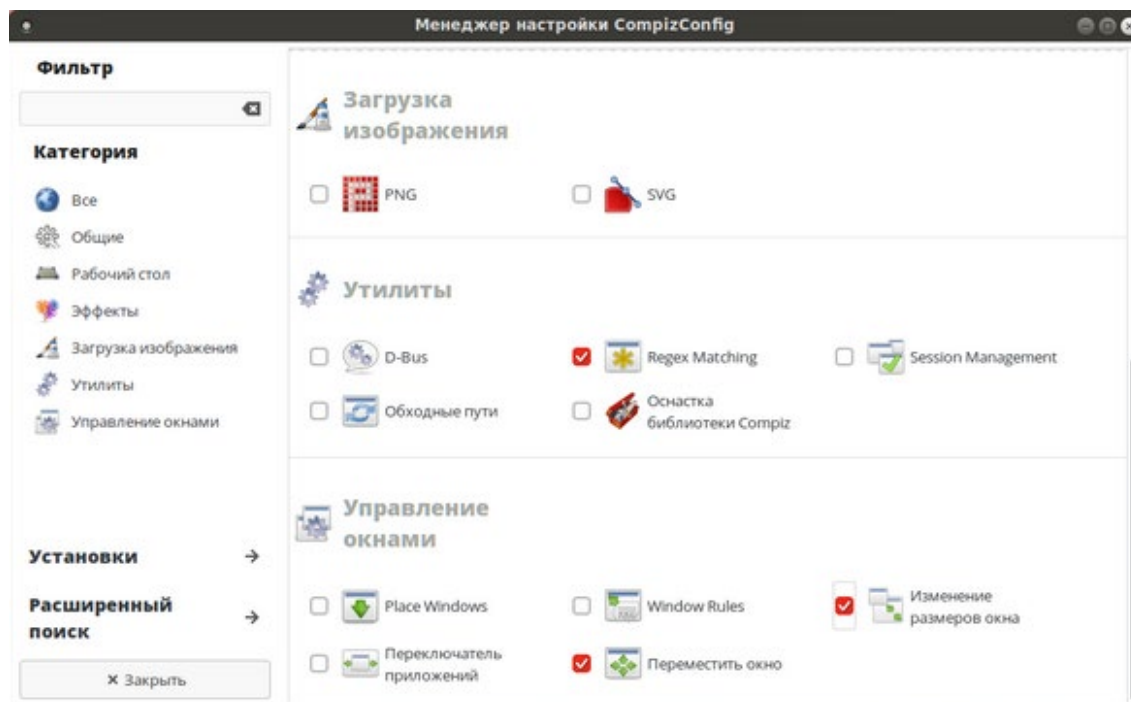 Менеджер настройки CompizConfig
Фильтр
Категория
Все
Общие
Рабочий стол
Эффекты
Загрузка изображения
Утилиты
Управление окнами
Установки
Расширенный
поиск
Закрыть
Загрузка
изображения
PNG
SVG
Утилиты
D-Bus
Regex Matching
Session Management
Обходные пути
Оснастка
библиотеки Compiz
Управление
окнами
Place Windows
Window Rules
Изменение
размеров окна
Переключатель
приложений
Переместить окно